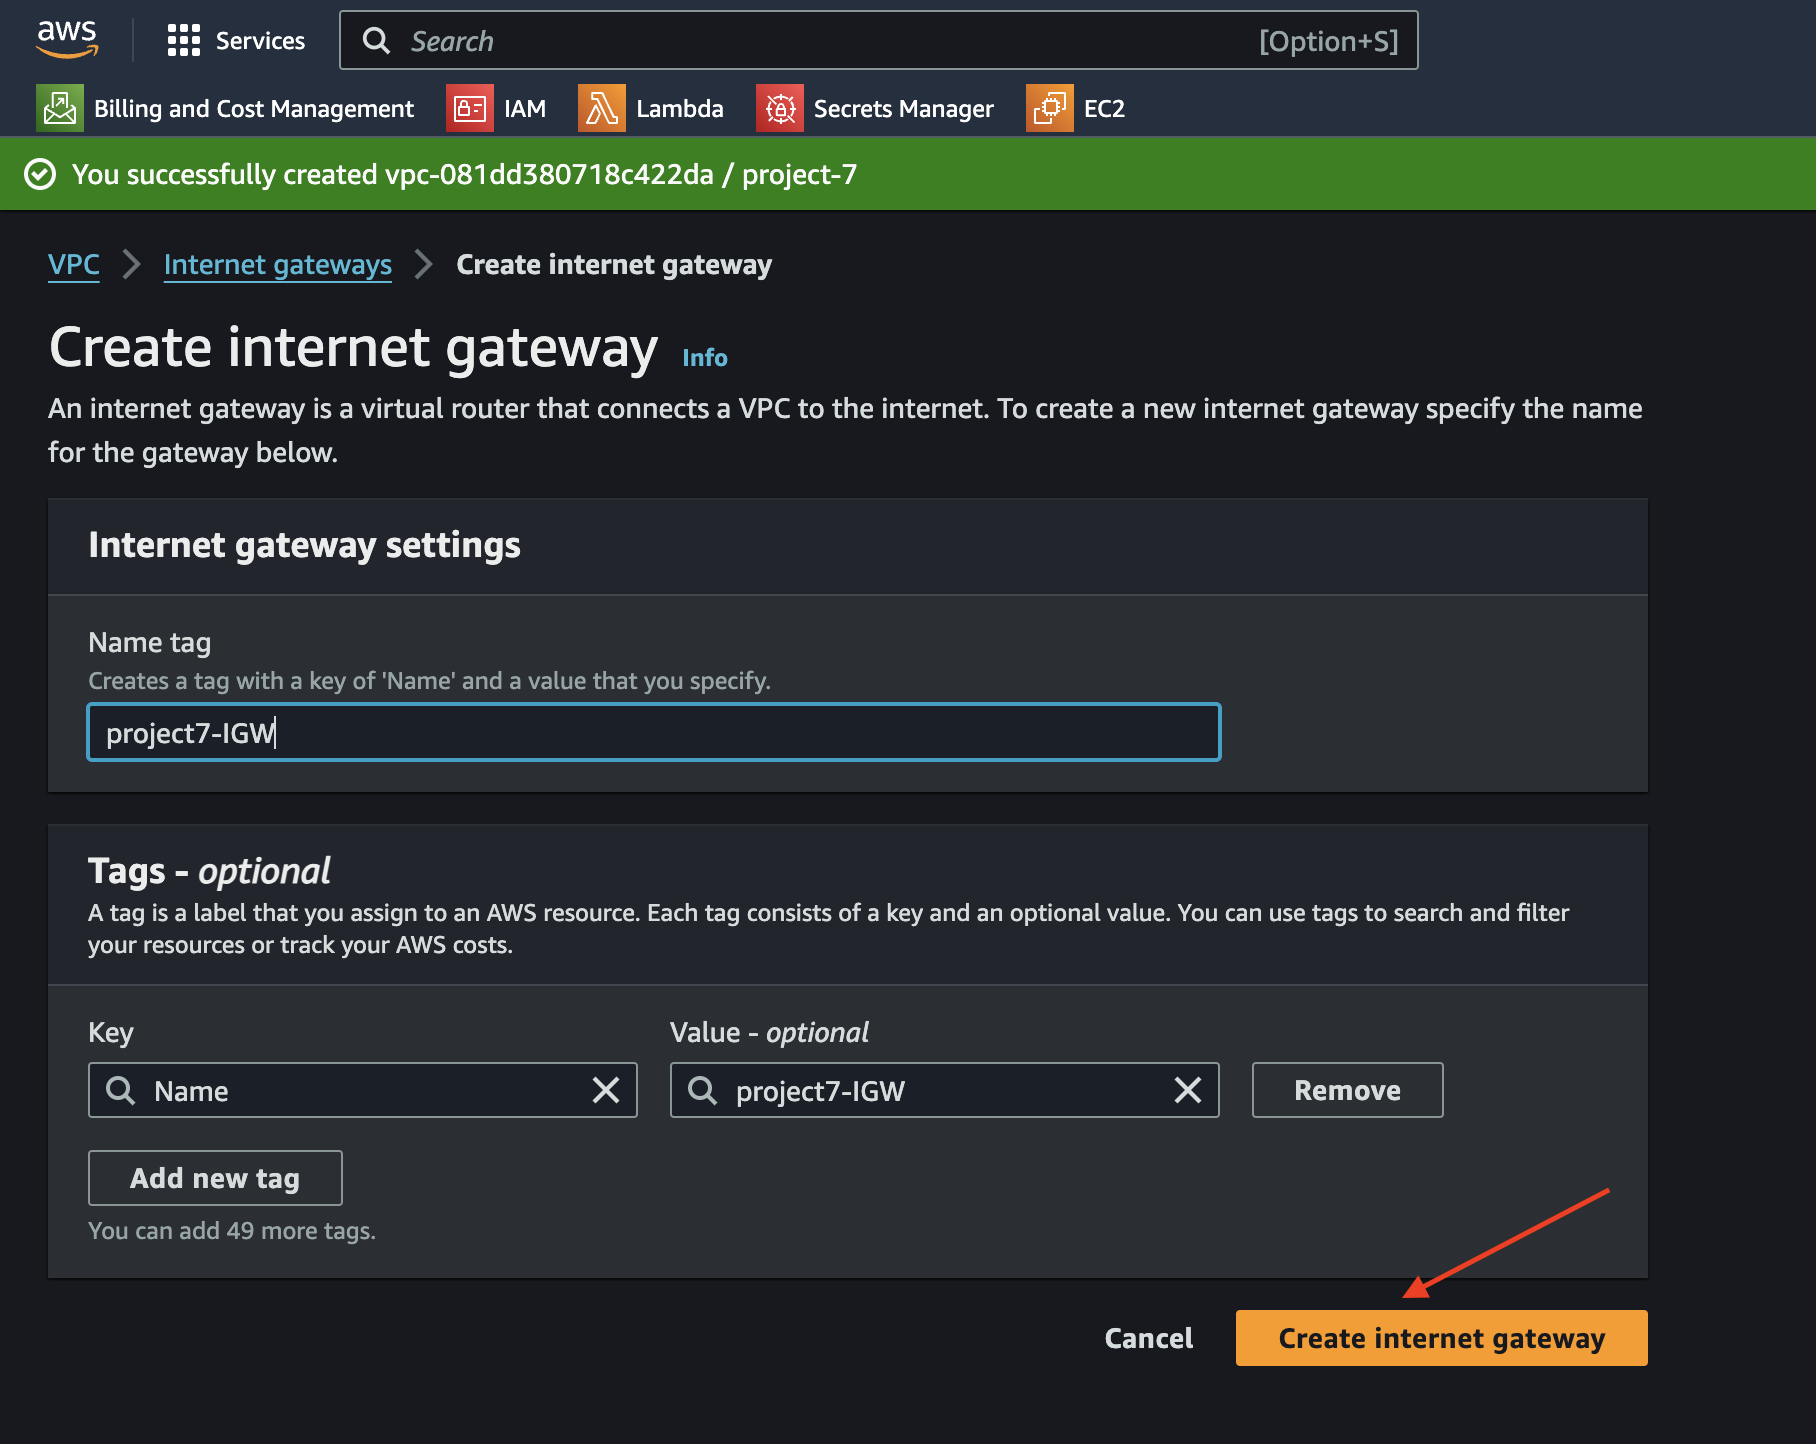 aws
Services
Search
[Option+S]
Billing and Cost Management
IAM
Lambda
Secrets Manager
EC2
You successfully created vpc-081dd380718c422da / project-7
VPC
Internet gateways
Create internet gateway
Create internet gateway
Info
An internet gateway is a virtual router that connects a VPC to the internet. To create a new internet gateway specify the name
for the gateway below.
Internet gateway settings
Name tag
Creates a tag with a key of 'Name' and a value that you specify.
project7-IGW
Tags - optional
A tag is a label that you assign to an AWS resource. Each tag consists of a key and an optional value. You can use tags to search and filter
your resources or track your AWS costs.
Key
Value - optional
Name
project7-IGW
Remove
Add new tag
You can add 49 more tags.
Cancel
Create internet gateway